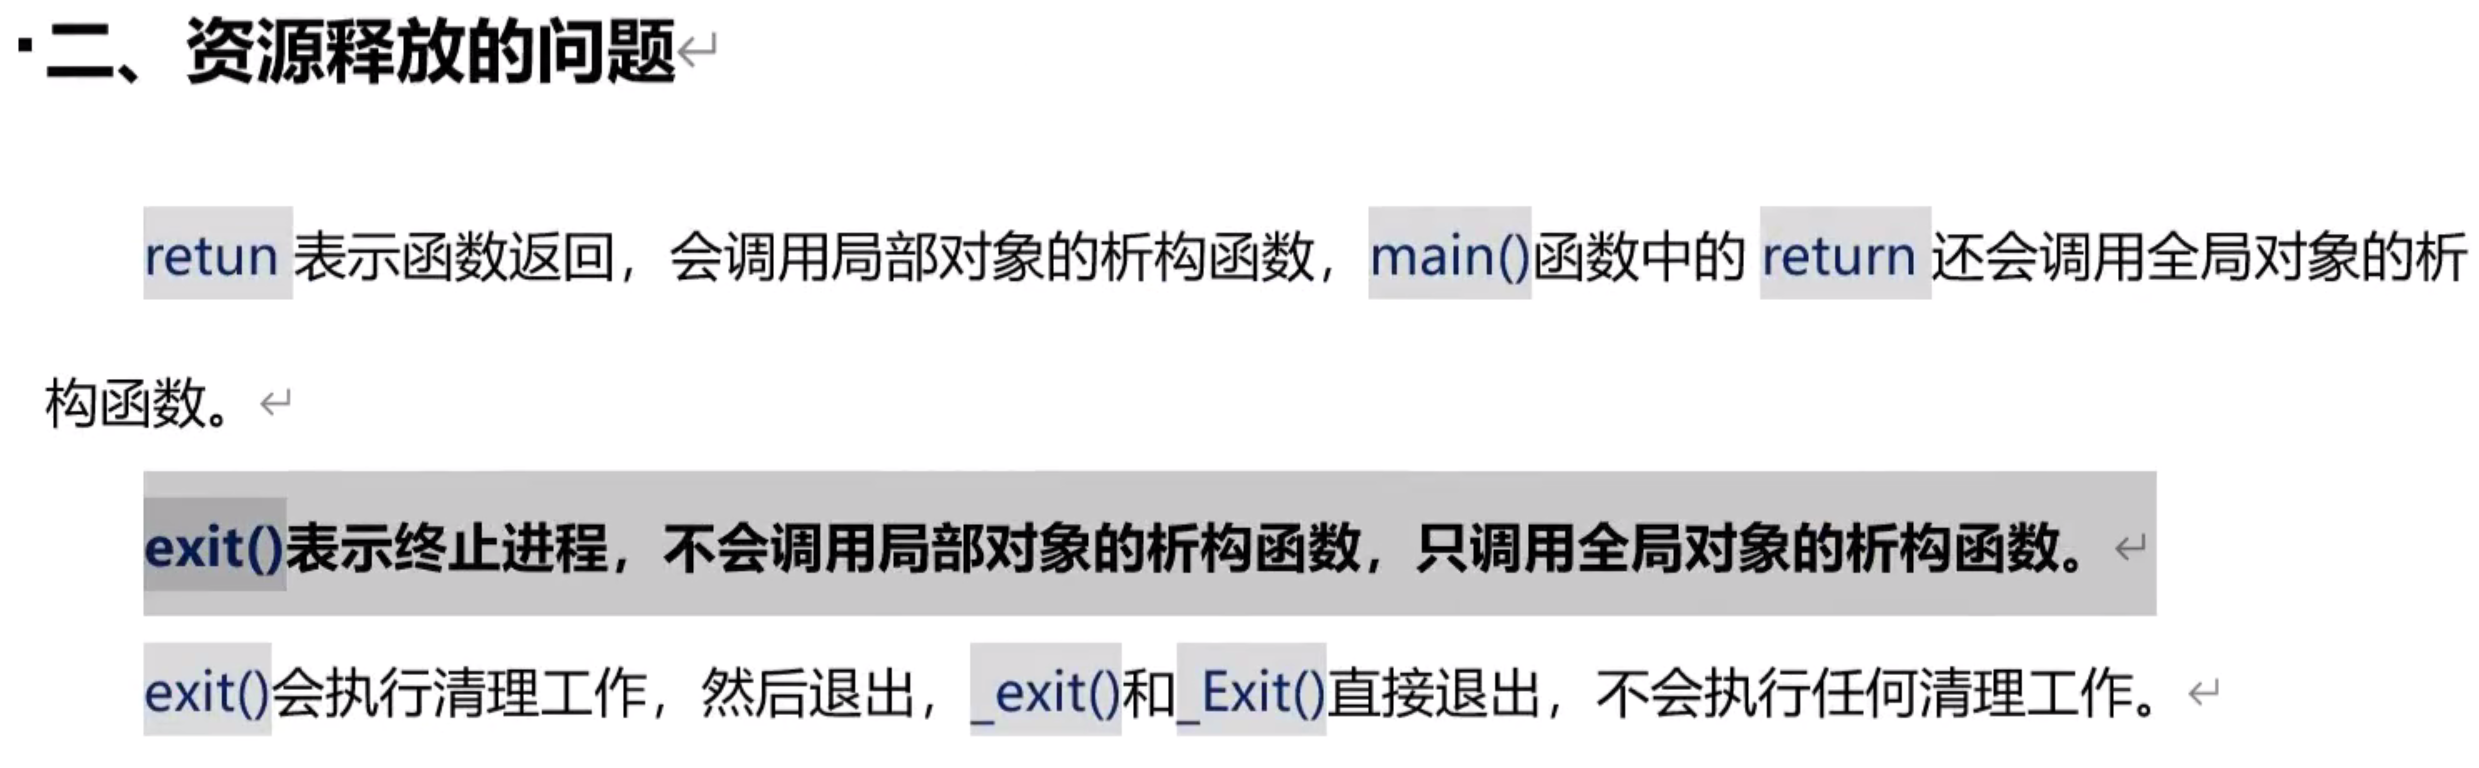 二、资源释放的问题
retun 表示函数返回，会调用局部对象的析构函数，main()函数中的 return 还会调用全局对象的析
构函数。
exit()表示终止进程，不会调用局部对象的析构函数，只调用全局对象的析构函数。
exit()会执行清理工作，然后退出，_exit()和_Exit()直接退出，不会执行任何清理工作。